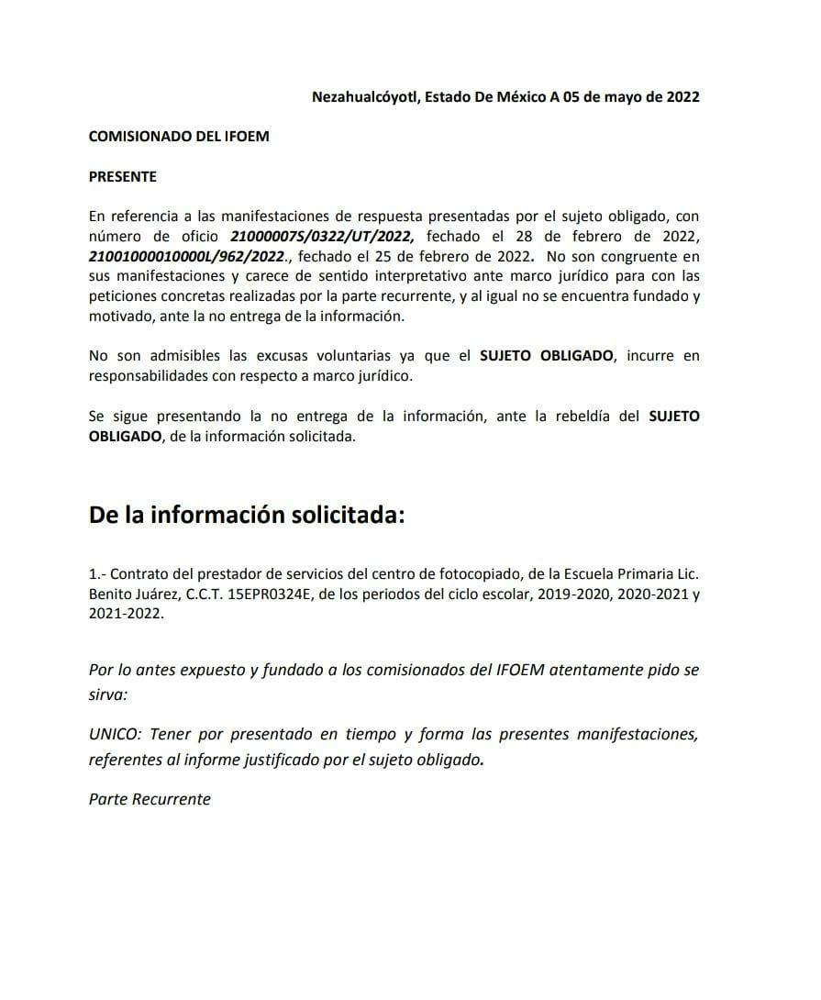 Nezahualcóyotl, Estado De México A 05 de mayo de 2022
COMISIONADO DEL IFOEM
PRESENTE
En referencia a las manifestaciones de respuesta presentadas por el sujeto obligado, con
número de oficio 21000007S/0322/UT/2022, fechado el 28 de febrero de 2022,
21001000010000L/962/2022., fechado el 25 de febrero de 2022. No son congruente en
sus manifestaciones y carece de sentido interpretativo ante marco jurídico para con las
peticiones concretas realizadas por la parte recurrente, y al igual no se encuentra fundado y
motivado, ante la no entrega de la información.
No son admisibles las excusas voluntarias ya que el SUJETO OBLIGADO, incurre en
responsabilidades con respecto a marco jurídico.
Se sigue presentando la no entrega de la información, ante la rebeldía del SUJETO
OBLIGADO, de la información solicitada.
De la información solicitada:
1.- Contrato del prestador de servicios del centro de fotocopiado, de la Escuela Primaria Lic.
Benito Juárez, C.C.T. 15EPR0324E, de los periodos del ciclo escolar, 2019-2020, 2020-2021 y
2021-2022.
Por lo antes expuesto y fundado a los comisionados del IFOEM atentamente pido se
sirva:
UNICO: Tener por presentado en tiempo y forma las presentes manifestaciones,
referentes al informe justificado por el sujeto obligado.
Parte Recurrente